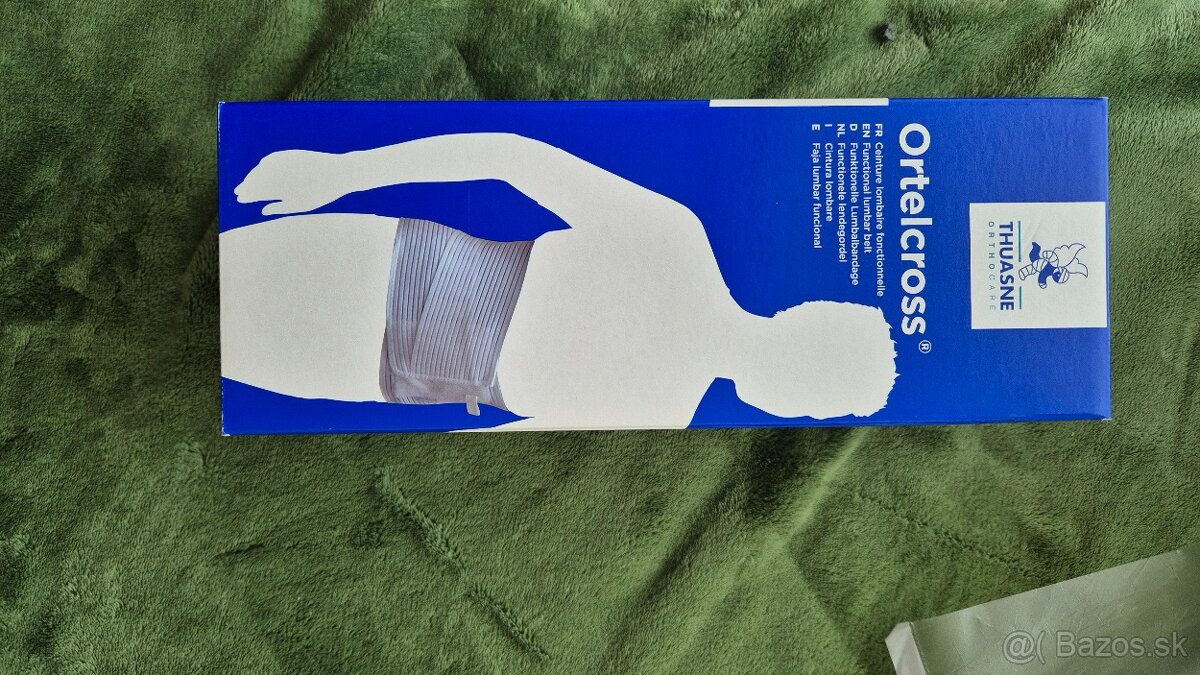 THUASNE
ORTHOCARE
Ortelcross®
FR Ceinture lombaire fonctionnelle
EN Functional lumbar belt
D Funktionelle Lumbalbandage
NL Functionele lendegordel
I Cintura lombare
E Faja lumbar funcional
@( Bazos.sk